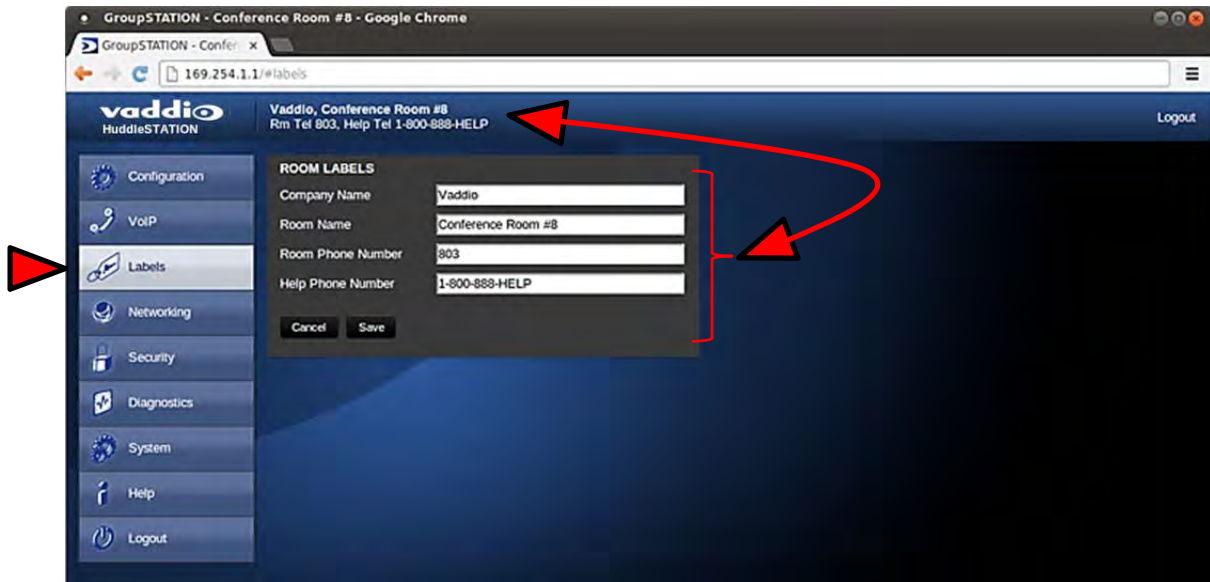 GroupSTATION - Conference Room #8 - Google Chrome
GroupSTATION - Confer
169.254.1.1/#labels
vaddio
HuddleSTATION
Vaddio, Conference Room #8
Rm Tel 803, Help Tel 1-800-888-HELP
Logout
Configuration
VoIP
Labels
Networking
Security
Diagnostics
System
Help
Logout
ROOM LABELS
Company Name Vaddio
Room Name Conference Room #8
Room Phone Number 803
Help Phone Number 1-800-888-HELP
Cancel Save